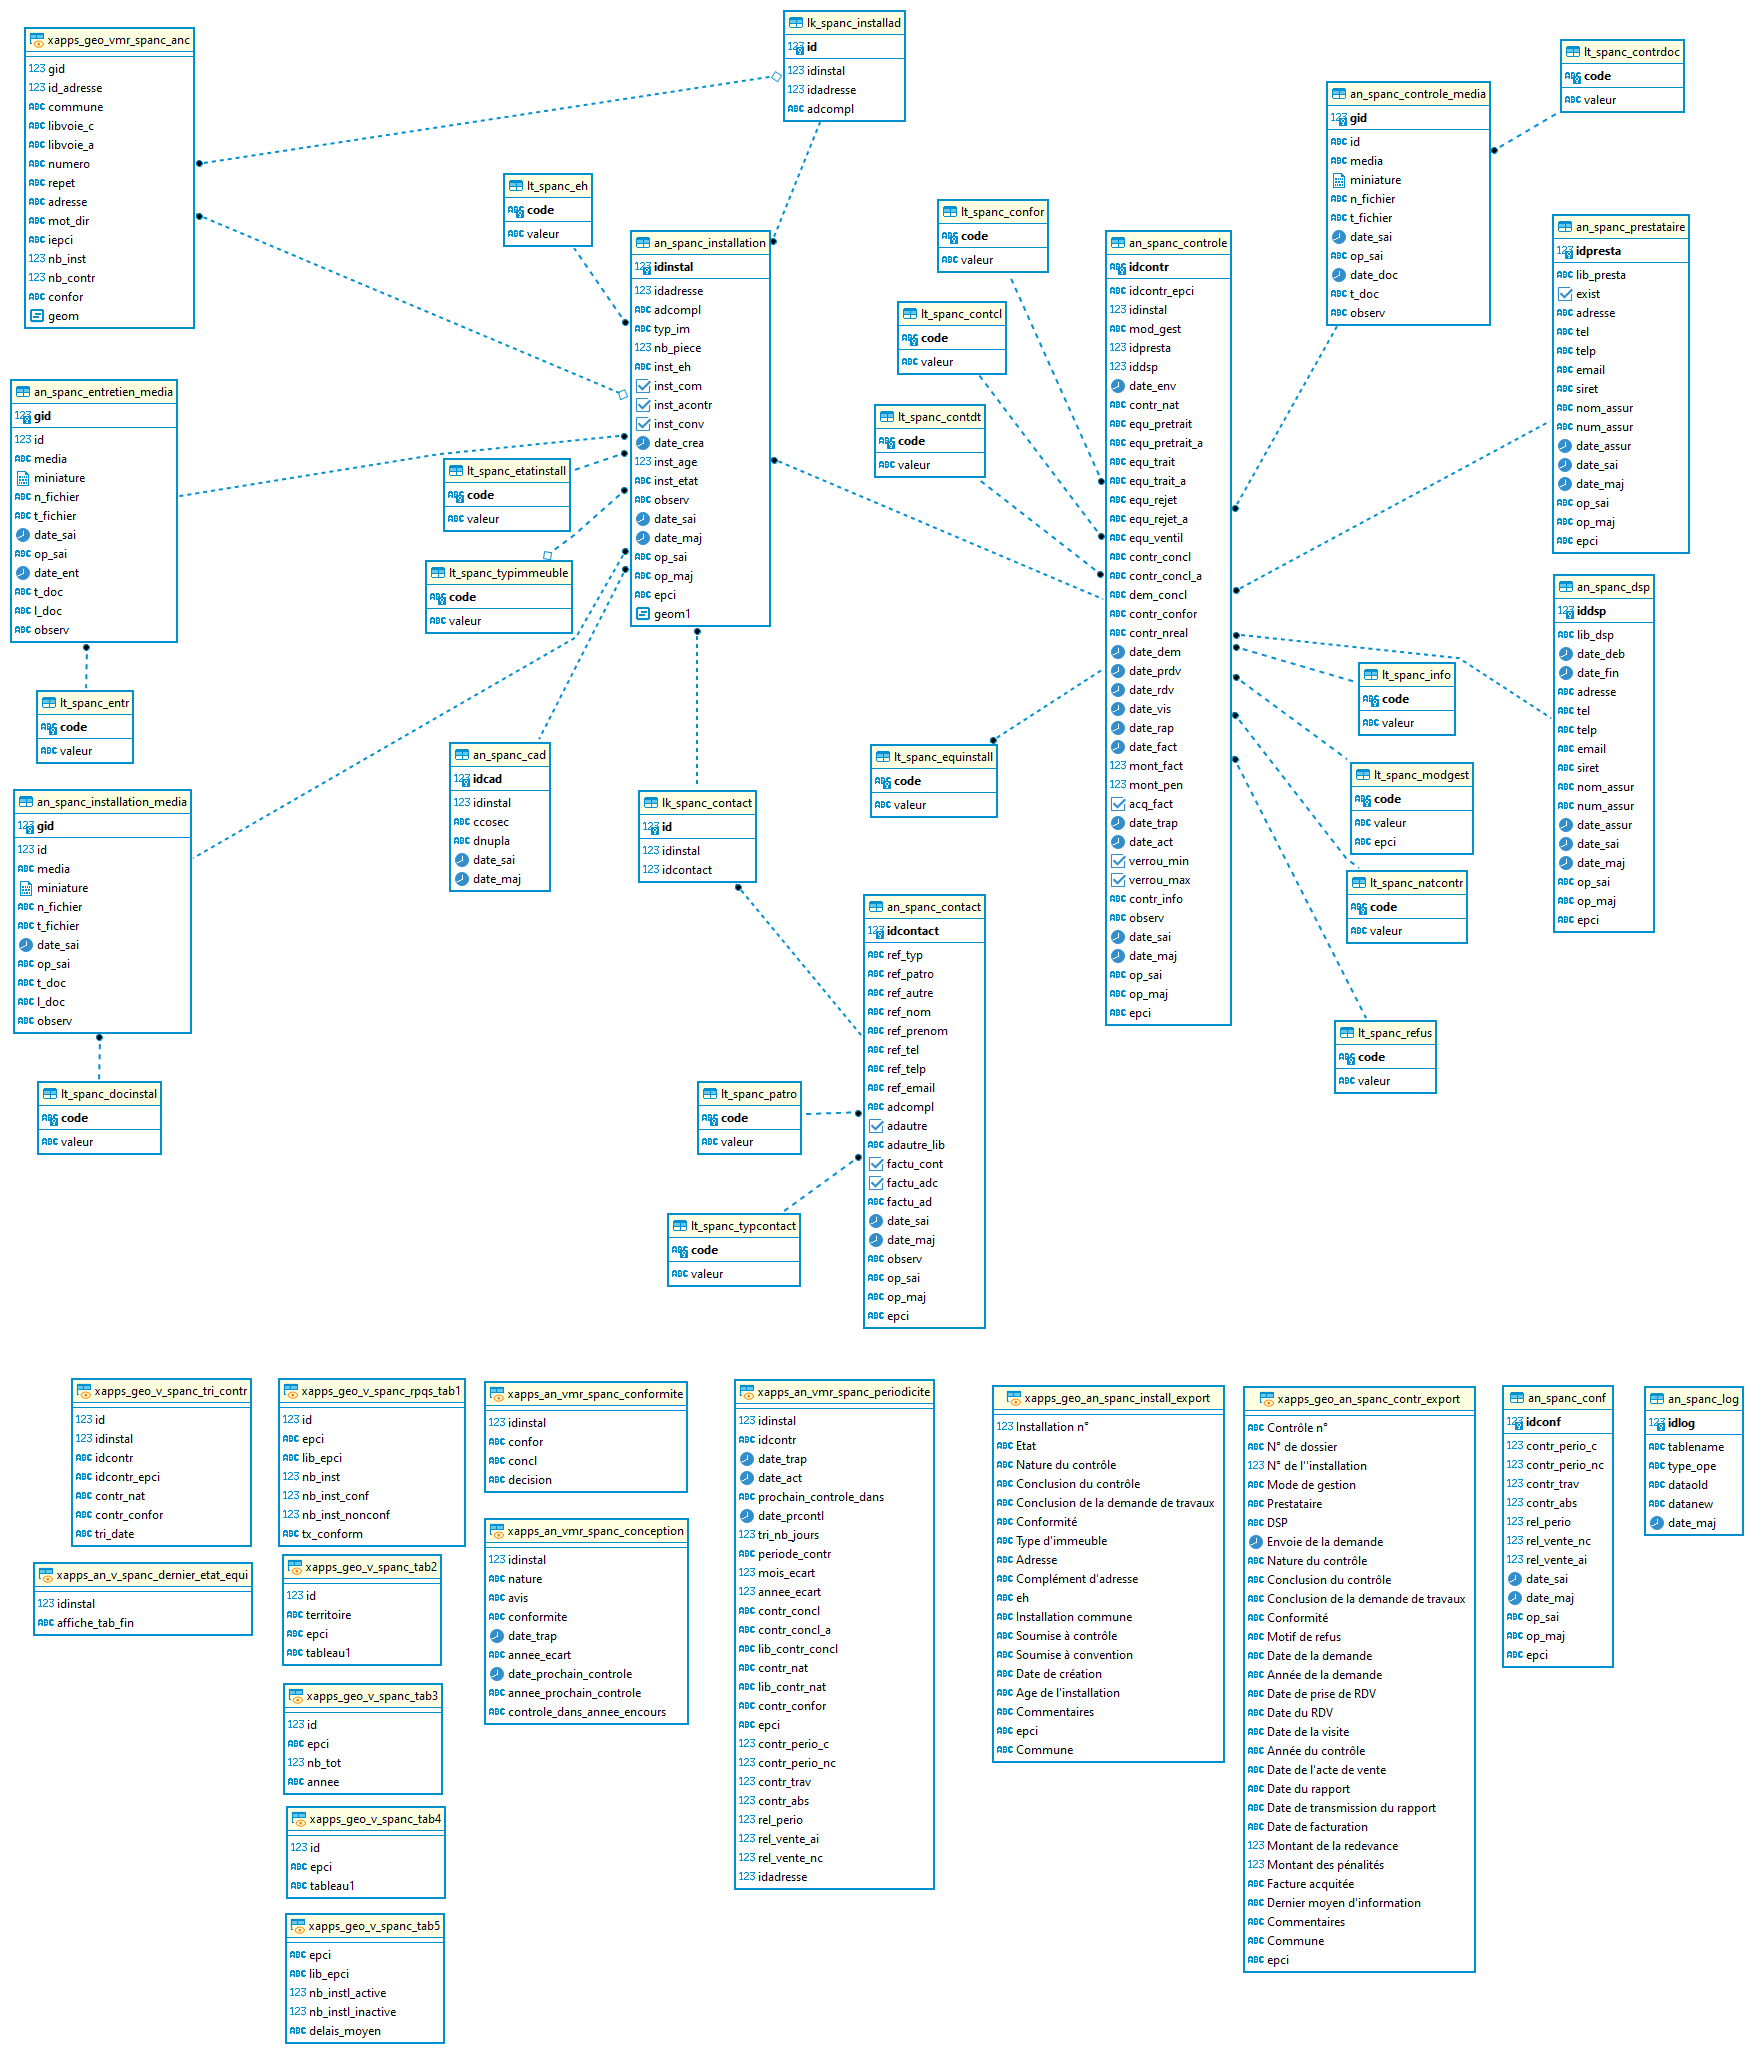 xapps_geo_vmr_spanc_anc
123 gid
123 id_adresse
ABC commune
ABC libvoie_c
ABC libvoie_a
ABC numero
ABC repet
ABC adresse
ABC mot_dir
ABC iepci
123 nb_inst
123 nb_contr
ABC confor
geom
lk_spanc_installad
123 id
123 idinstal
123 idadresse
ABC adcompl
lt_spanc_contrdoc
ABC code
ABC valeur
an_spanc_controle_media
123 gid
ABC id
ABC media
miniature
ABC n_fichier
ABC t_fichier
date_sai
ABC op_sai
date_doc
ABC t_doc
ABC observ
lt_spanc_eh
ABC code
ABC valeur
lt_spanc_confor
ABC code
ABC valeur
an_spanc_prestataire
123 idpresta
ABC lib_presta
exist
ABC adresse
ABC tel
ABC telp
ABC email
ABC siret
ABC nom_assur
ABC num_assur
date_assur
date_sai
date_maj
ABC op_sai
ABC op_maj
ABC epci
an_spanc_installation
123 idinstal
123 idadresse
ABC adcompl
ABC typ_im
123 nb_piece
ABC inst_eh
inst_com
inst_acontr
inst_conv
date_crea
123 inst_age
ABC inst_etat
ABC observ
date_sai
date_maj
ABC op_sai
ABC op_maj
ABC epci
geom1
an_spanc_controle
ABC idcontr
ABC idcontr_epci
123 idinstal
ABC mod_gest
123 idpresta
123 iddsp
date_env
ABC contr_nat
ABC equ_pretrait
ABC equ_pretrait_a
ABC equ_trait
ABC equ_trait_a
ABC equ_rejet
ABC equ_rejet_a
ABC equ_ventil
ABC contr_concl
ABC contr_concl_a
ABC dem_concl
ABC contr_confor
ABC contr_nreal
date_dem
date_prdv
date_rdv
date_vis
date_rap
date_fact
123 mont_fact
123 mont_pen
acq_fact
date_trap
date_act
verrou_min
verrou_max
ABC contr_info
ABC observ
date_sai
date_maj
ABC op_sai
ABC op_maj
ABC epci
lt_spanc_contcl
ABC code
ABC valeur
lt_spanc_contdt
ABC code
ABC valeur
an_spanc_entretien_media
123 gid
123 id
ABC media
miniature
ABC n_fichier
ABC t_fichier
date_sai
ABC op_sai
date_ent
ABC t_doc
ABC l_doc
ABC observ
lt_spanc_etatinstall
ABC code
ABC valeur
lt_spanc_typimmeuble
ABC code
ABC valeur
an_spanc_dsp
123 iddsp
ABC lib_dsp
date_deb
date_fin
ABC adresse
ABC tel
ABC telp
ABC email
ABC siret
ABC nom_assur
ABC num_assur
date_assur
date_sai
date_maj
ABC op_sai
ABC op_maj
ABC epci
lt_spanc_info
ABC code
ABC valeur
lt_spanc_entr
ABC code
ABC valeur
an_spanc_cad
123 idcad
123 idinstal
ABC ccosec
ABC dnupla
date_sai
date_maj
lt_spanc_equinstall
ABC code
ABC valeur
lt_spanc_modgest
ABC code
ABC valeur
ABC epci
an_spanc_installation_media
123 gid
123 id
ABC media
miniature
ABC n_fichier
ABC t_fichier
date_sai
ABC op_sai
ABC t_doc
ABC l_doc
ABC observ
lk_spanc_contact
123 id
123 idinstal
123 idcontact
lt_spanc_natcontr
ABC code
ABC valeur
an_spanc_contact
123 idcontact
ABC ref_typ
ABC ref_patro
ABC ref_autre
ABC ref_nom
ABC ref_prenom
ABC ref_tel
ABC ref_telp
ABC ref_email
ABC adcompl
adautre
ABC adautre_lib
factu_cont
factu_adc
ABC factu_ad
date_sai
date_maj
ABC observ
ABC op_sai
ABC op_maj
ABC epci
lt_spanc_refus
ABC code
ABC valeur
lt_spanc_docinstal
ABC code
ABC valeur
lt_spanc_patro
ABC code
ABC valeur
lt_spanc_typcontact
ABC code
ABC valeur
xapps_geo_v_spanc_tri_contr
123 id
123 idinstal
ABC idcontr
ABC idcontr_epci
ABC contr_nat
ABC contr_confor
ABC tri_date
xapps_an_v_spanc_dernier_etat_equi
123 idinstal
ABC affiche_tab_fin
xapps_geo_v_spanc_rpqs_tab1
123 id
ABC epci
ABC lib_epci
123 nb_inst
123 nb_inst_conf
123 nb_inst_nonconf
ABC tx_conform
xapps_geo_v_spanc_tab2
123 id
ABC territoire
ABC epci
ABC tableau1
xapps_geo_v_spanc_tab3
123 id
ABC epci
123 nb_tot
ABC annee
xapps_geo_v_spanc_tab4
123 id
ABC epci
ABC tableau1
xapps_geo_v_spanc_tab5
ABC epci
ABC lib_epci
123 nb_instl_active
123 nb_instl_inactive
ABC delais_moyen
xapps_an_vmr_spanc_conformite
123 idinstal
ABC confor
ABC concl
ABC decision
xapps_an_vmr_spanc_conception
123 idinstal
ABC nature
ABC avis
ABC conformite
date_trap
ABC annee_ecart
date_prochain_controle
ABC annee_prochain_controle
ABC controle_dans_annee_encours
xapps_an_vmr_spanc_periodicite
123 idinstal
ABC idcontr
date_trap
date_act
ABC prochain_controle_dans
date_prcontl
123 tri_nb_jours
ABC periode_contr
123 mois_ecart
123 annee_ecart
ABC contr_concl
ABC contr_concl_a
ABC lib_contr_concl
ABC contr_nat
ABC lib_contr_nat
ABC contr_confor
ABC epci
123 contr_perio_c
123 contr_perio_nc
123 contr_trav
123 contr_abs
123 rel_perio
123 rel_vente_ai
123 rel_vente_nc
123 idadresse
xapps_geo_an_spanc_install_export
123 Installation n°
ABC Etat
ABC Nature du contrôle
ABC Conclusion du contrôle
ABC Conclusion de la demande de travaux
ABC Conformité
ABC Type d'immeuble
ABC Adresse
ABC Complément d'adresse
ABC eh
ABC Installation commune
ABC Soumise à contrôle
ABC Soumise à convention
ABC Date de création
ABC Age de l'installation
ABC Commentaires
ABC epci
ABC Commune
xapps_geo_an_spanc_contr_export
ABC Contrôle n°
ABC N° de dossier
123 N° de l''installation
ABC Mode de gestion
ABC Prestataire
ABC DSP
Envoie de la demande
ABC Nature du contrôle
ABC Conclusion du contrôle
ABC Conclusion de la demande de travaux
ABC Conformité
ABC Motif de refus
ABC Date de la demande
ABC Année de la demande
ABC Date de prise de RDV
ABC Date du RDV
ABC Date de la visite
ABC Année du contrôle
ABC Date de l'acte de vente
ABC Date du rapport
ABC Date de transmission du rapport
ABC Date de facturation
123 Montant de la redevance
123 Montant des pénalités
ABC Facture acquitée
ABC Dernier moyen d'information
ABC Commentaires
ABC Commune
ABC epci
an_spanc_conf
123 idconf
123 contr_perio_c
123 contr_perio_nc
123 contr_trav
123 contr_abs
123 rel_perio
123 rel_vente_nc
123 rel_vente_ai
date_sai
date_maj
ABC op_sai
ABC op_maj
ABC epci
an_spanc_log
123 idlog
ABC tablename
ABC type_ope
ABC dataold
ABC datanew
date_maj